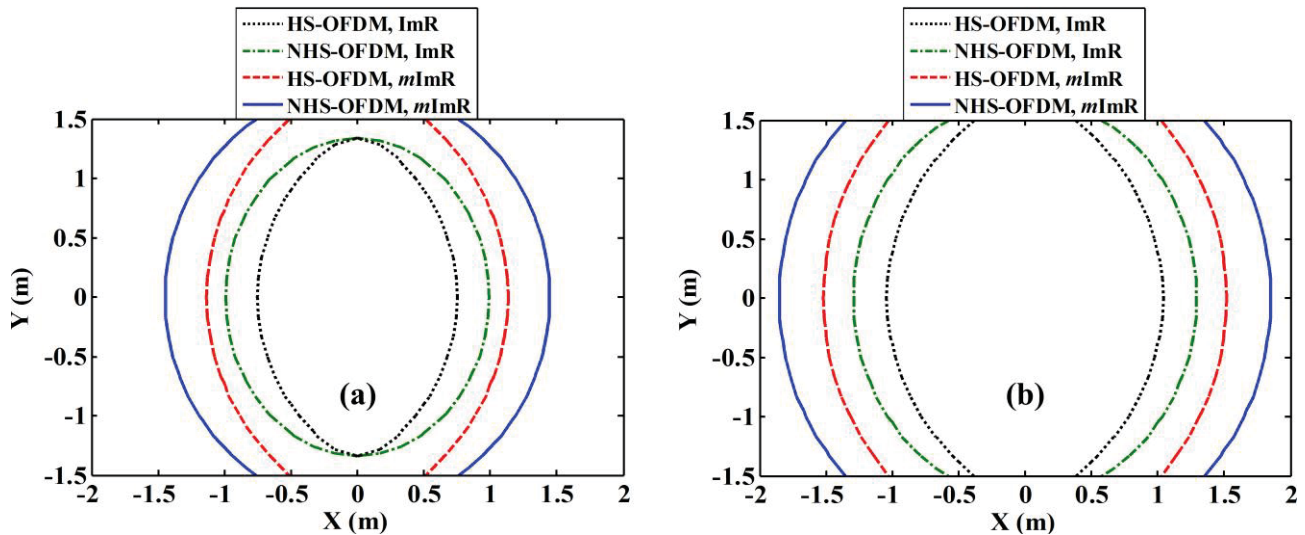 HS-OFDM, ImR
NHS-OFDM, ImR
HS-OFDM, mImR
NHS-OFDM, mImR
1.5
1
0.5
0
-0.5
-1
-1.5
Y (m)
(a)
-2 -1.5 -1 -0.5 0 0.5 1 1.5 2
X (m)
HS-OFDM, ImR
NHS-OFDM, ImR
HS-OFDM, mImR
NHS-OFDM, mImR
1.5
1
0.5
0
-0.5
-1
-1.5
Y (m)
(b)
-2 -1.5 -1 -0.5 0 0.5 1 1.5 2
X (m)